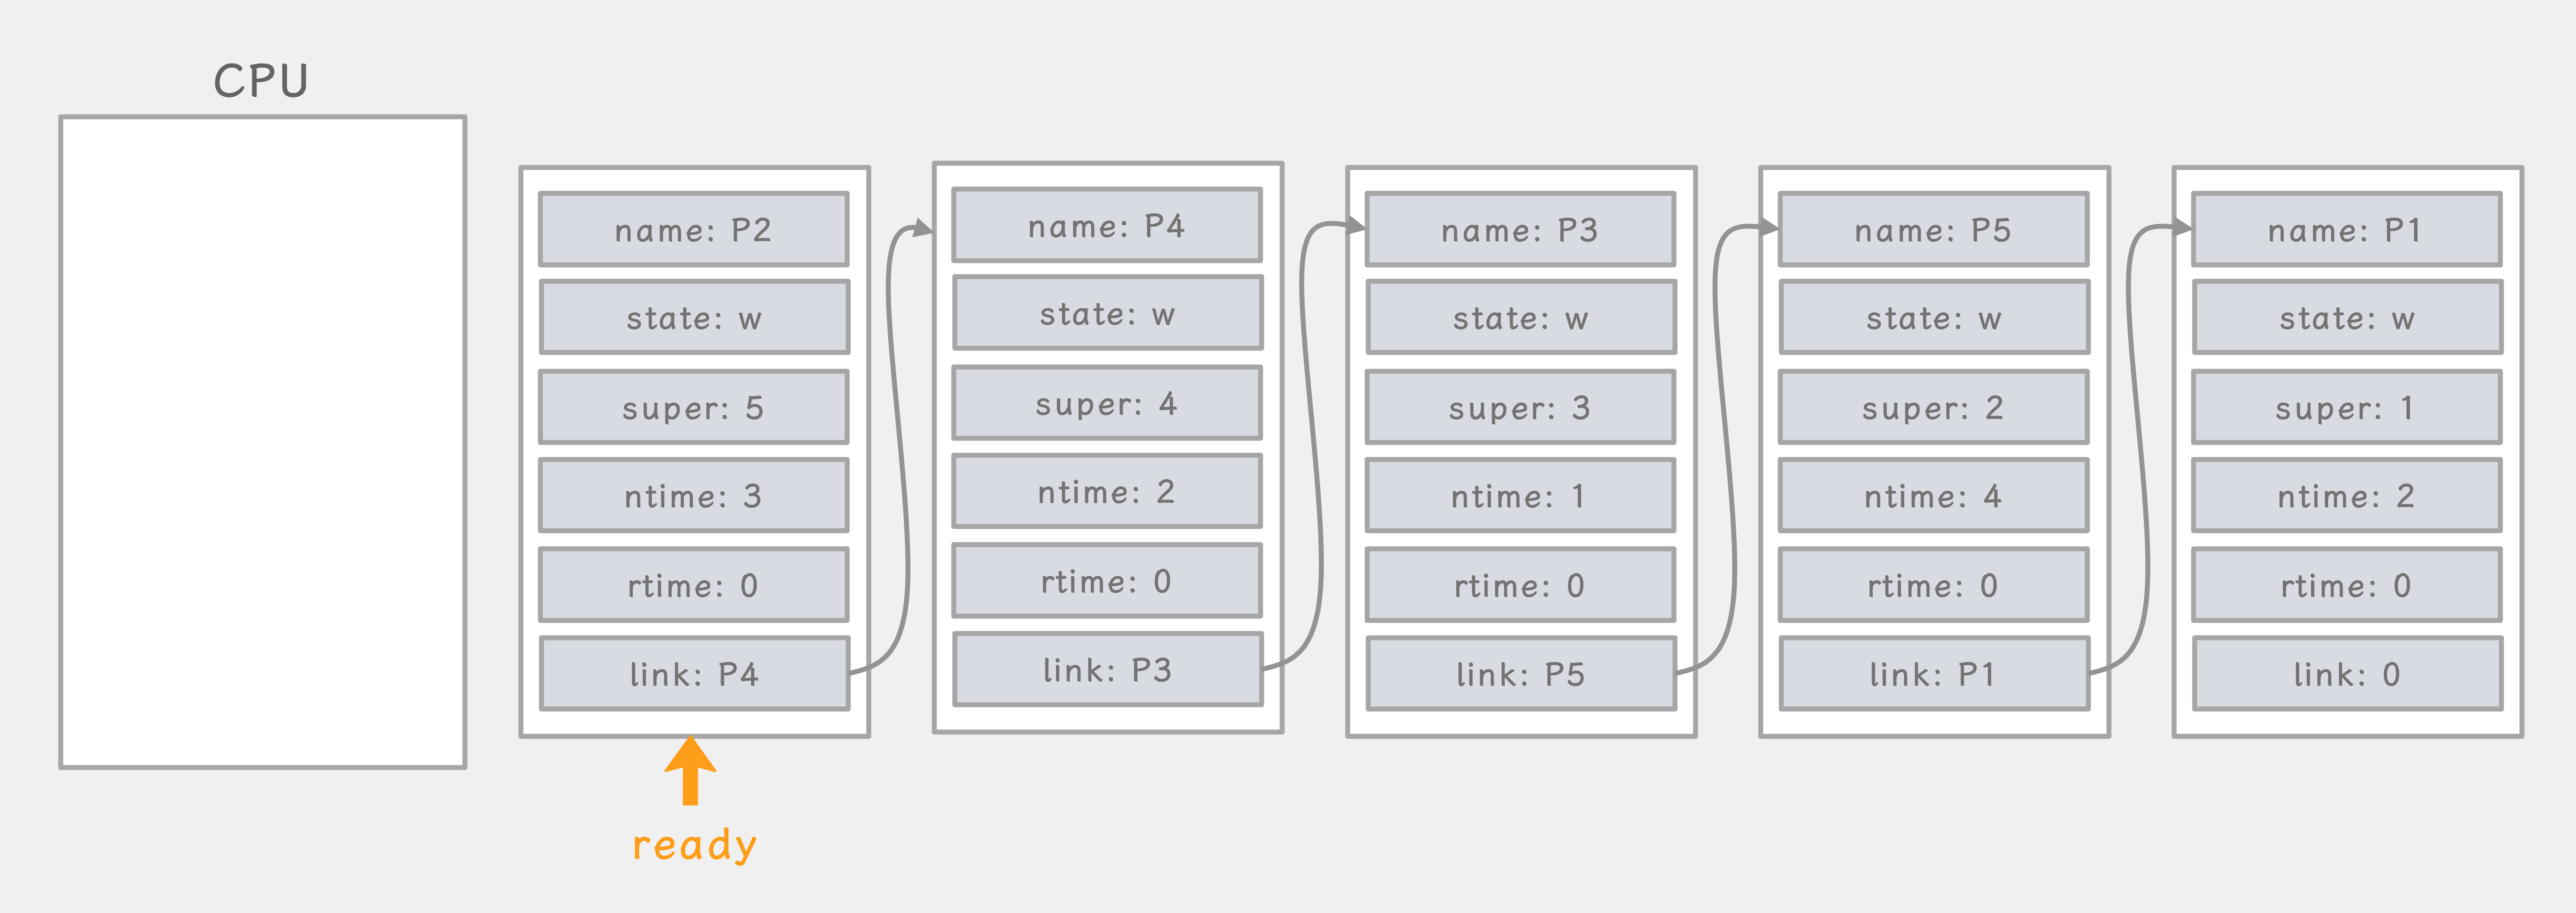 CPU
name: P2
state: w
super: 5
ntime: 3
rtime: 0
link: P4
name: P4
state: w
super: 4
ntime: 2
rtime: 0
link: P3
name: P3
state: w
super: 3
ntime: 1
rtime: 0
link: P5
name: P5
state: w
super: 2
ntime: 4
rtime: 0
link: P1
name: P1
state: w
super: 1
ntime: 2
rtime: 0
link: 0
ready